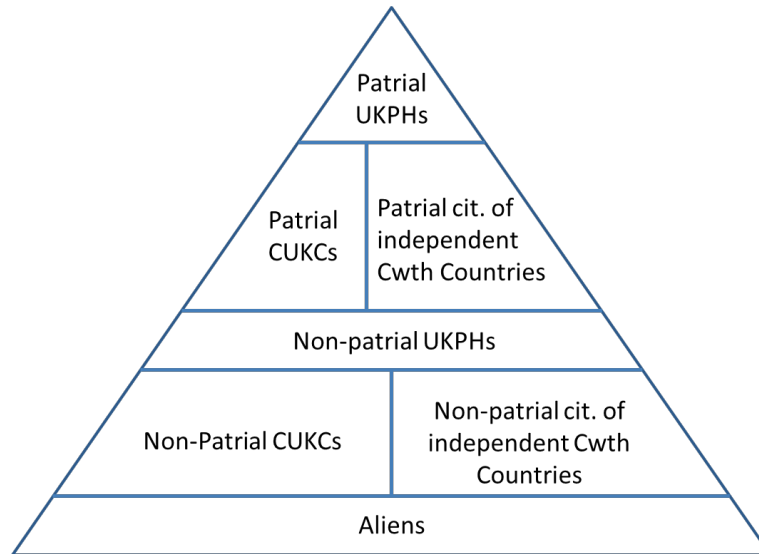 Patrial
UKPHs
Patrial
CUKCs
Patrial cit. of
independent
Cwth Countries
Non-patrial UKPHs
Non-Patrial CUKCs
Non-patrial cit. of
independent Cwth
Countries
Aliens